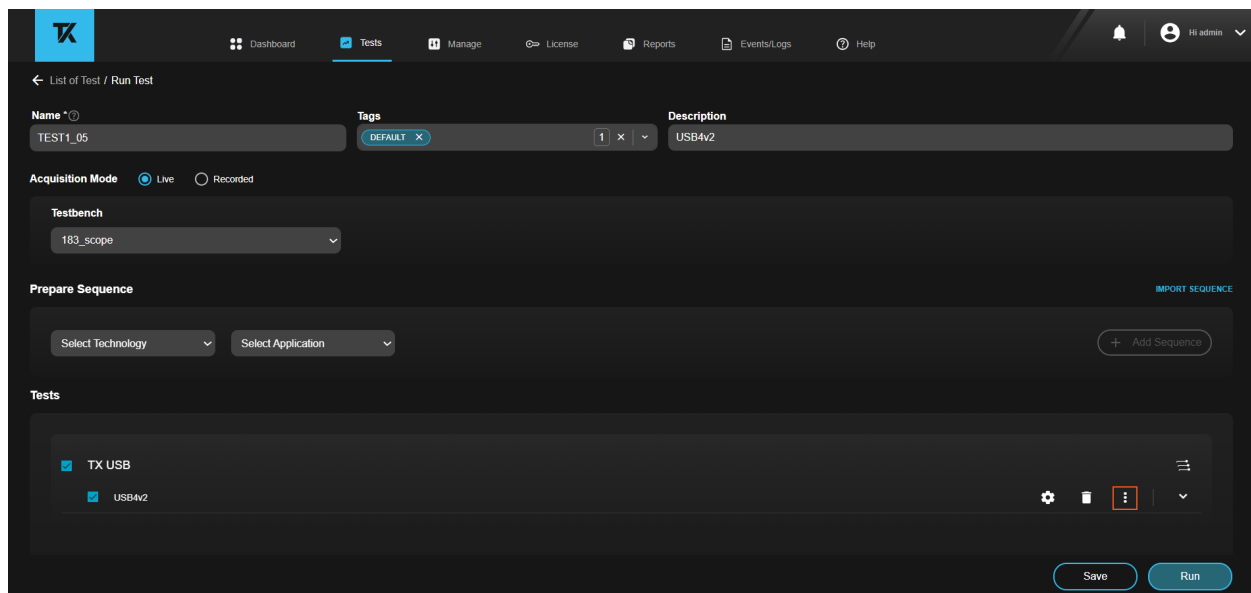 TK
Dashboard Tests Manage License Reports Events/Logs Help Hi admin
List of Test / Run Test
Name * Tags Description
TEST1_05 DEFAULT 1 USB4v2
Acquisition Mode Live Recorded
Testbench
183_scope
Prepare Sequence IMPORT SEQUENCE
Select Technology Select Application + Add Sequence
Tests
TX USB
USB4v2
Save Run